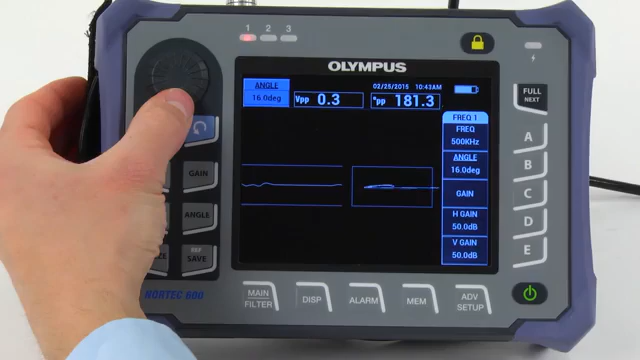 1 2 3
OLYMPUS
ANGLE
16.0deg
02/25/2015 10:43AM
Vpp 0.3
°pp 181.3
FREQ 1
FREQ
500KHz
ANGLE
16.0deg
GAIN
H GAIN
50.0dB
V GAIN
50.0dB
FULL
NEXT
A
B
C
D
E
GAIN
ANGLE
REF
SAVE
NORTEC 600
MAIN
FILTER
DISP
ALARM
MEM
ADV
SETUP